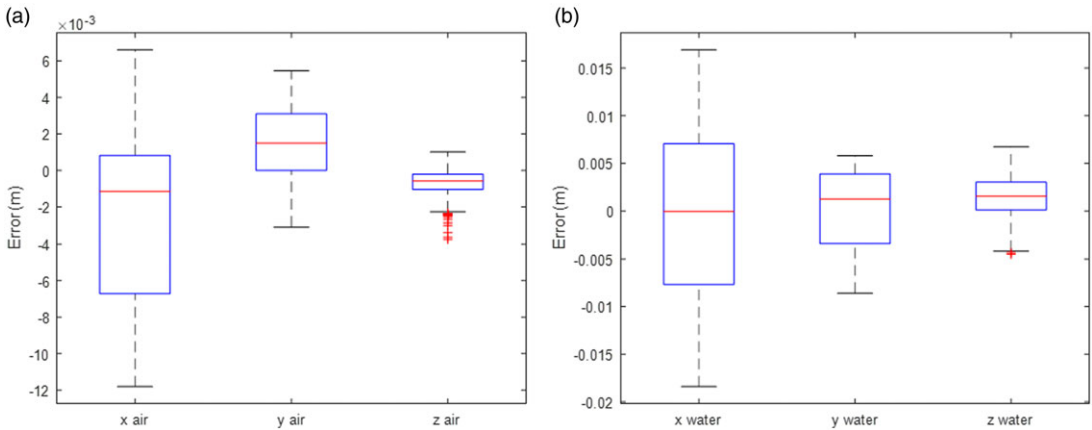 (a)
×10⁻³
Error (m)
6
4
2
0
-2
-4
-6
-8
-10
-12
x air
y air
z air
(b)
Error (m)
0.015
0.01
0.005
0
-0.005
-0.01
-0.015
-0.02
x water
y water
z water